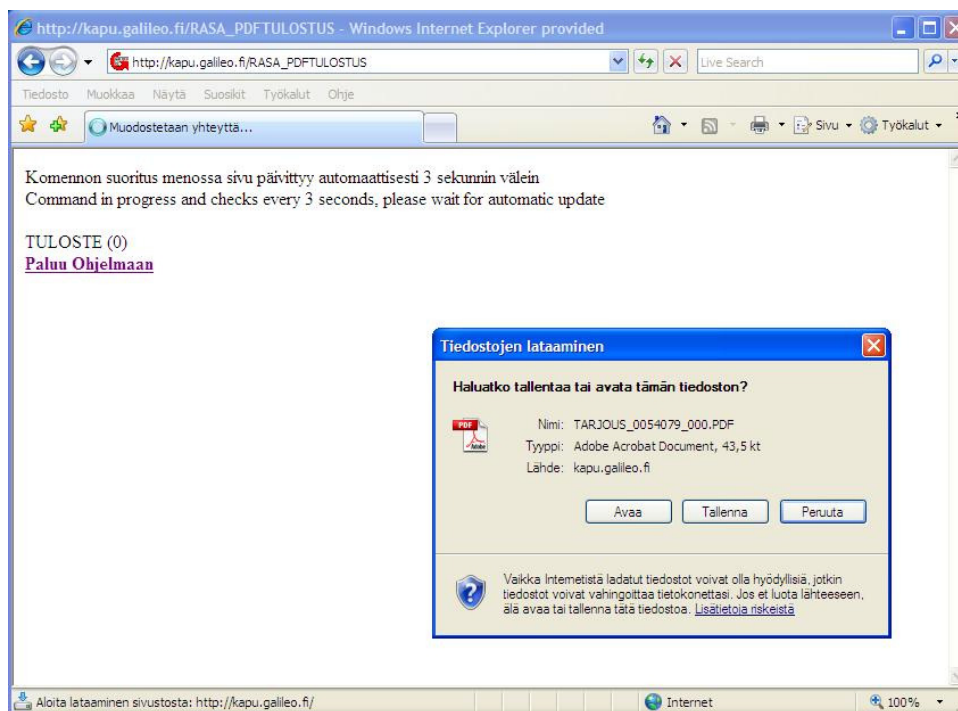 http://kapu.galileo.fi/RASA_PDFTULOSTUS - Windows Internet Explorer provided
http://kapu.galileo.fi/RASA_PDFTULOSTUS
Live Search
Tiedosto Muokkaa Näytä Suosikit Työkalut Ohje
Muodostetaan yhteyttä...
Sivu Työkalut
Komennon suoritus menossa sivu päivittyy automaattisesti 3 sekunnin välein
Command in progress and checks every 3 seconds, please wait for automatic update
TULOSTE (0)
Paluu Ohjelmaan
Tiedostojen lataaminen
Haluatko tallentaa tai avata tämän tiedoston?
PDF
Adobe
Nimi: TARJOUS_0054079_000.PDF
Tyyppi: Adobe Acrobat Document, 43,5 kt
Lähde: kapu.galileo.fi
Avaa Tallenna Peruuta
Vaikka Internetistä ladatut tiedostot voivat olla hyödyllisiä, jotkin
tiedostot voivat vahingoittaa tietokonettasi. Jos et luota lähteeseen,
älä avaa tai tallenna tätä tiedostoa. Lisätietoja riskeistä
Aloita lataaminen sivustosta: http://kapu.galileo.fi/
Internet
100%